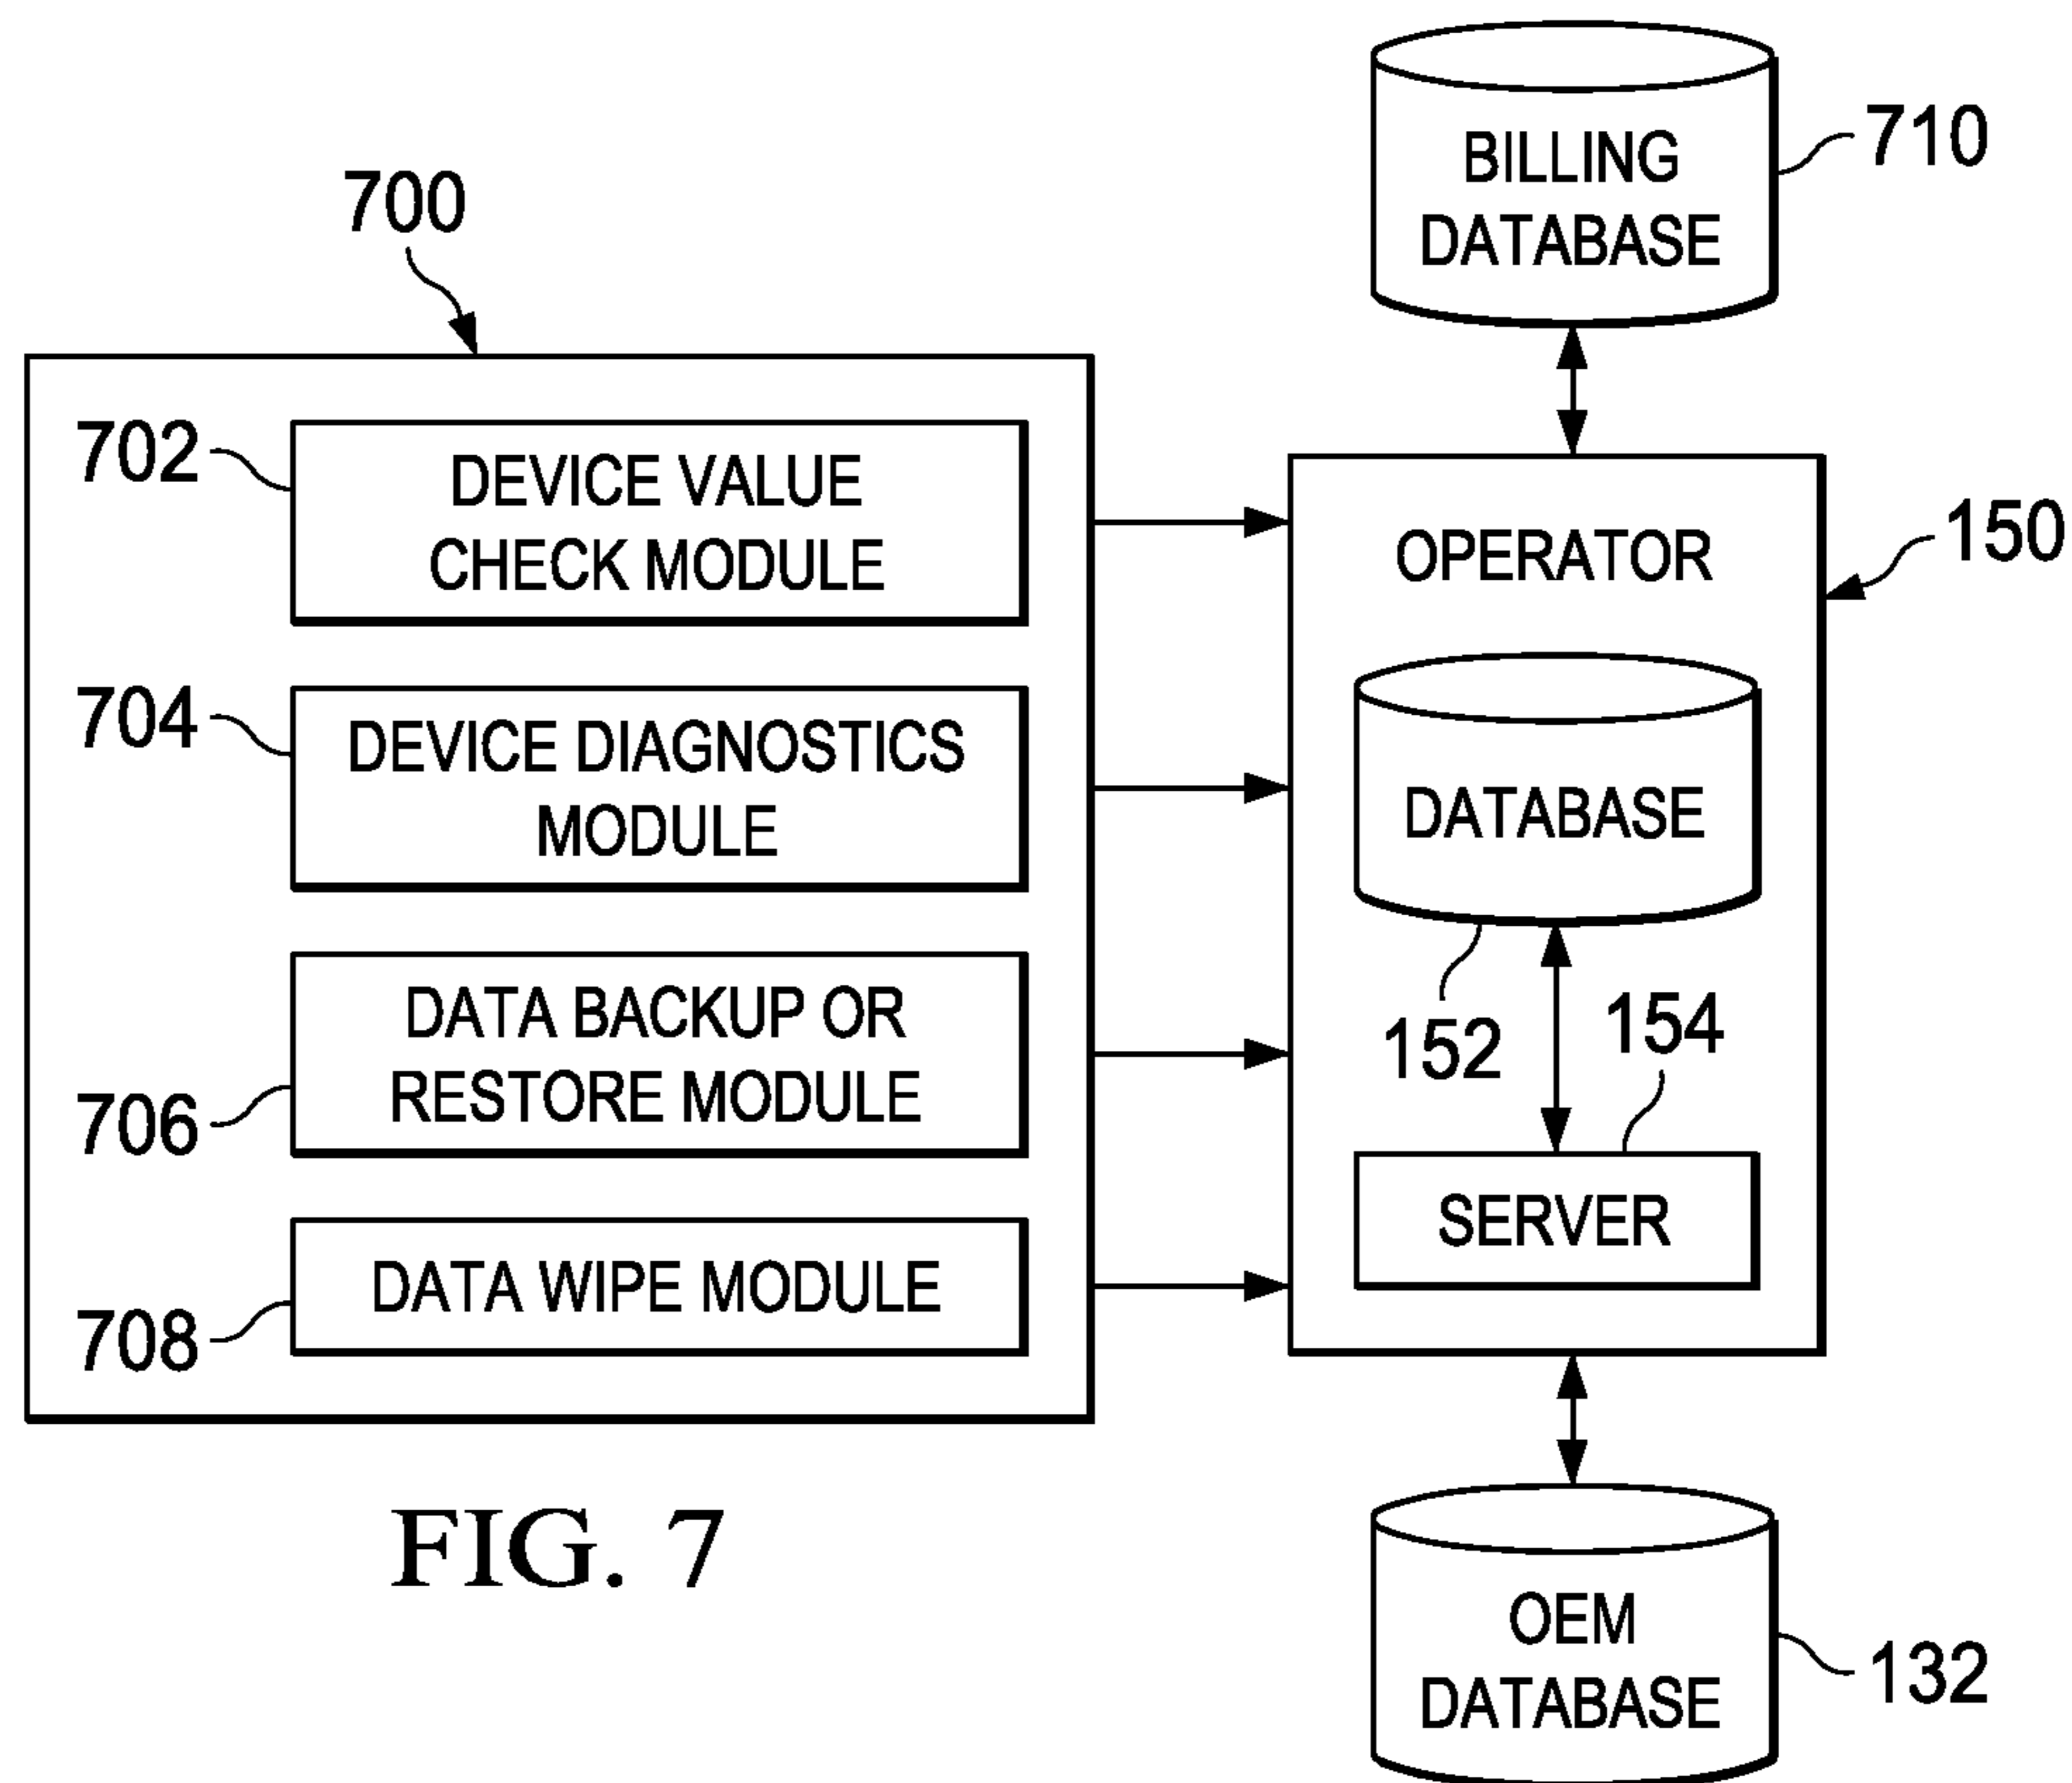 700
702
DEVICE VALUE
CHECK MODULE
704
DEVICE DIAGNOSTICS
MODULE
706
DATA BACKUP OR
RESTORE MODULE
708
DATA WIPE MODULE
BILLING
DATABASE
710
OPERATOR
150
DATABASE
152
154
SERVER
OEM
DATABASE
132
FIG. 7